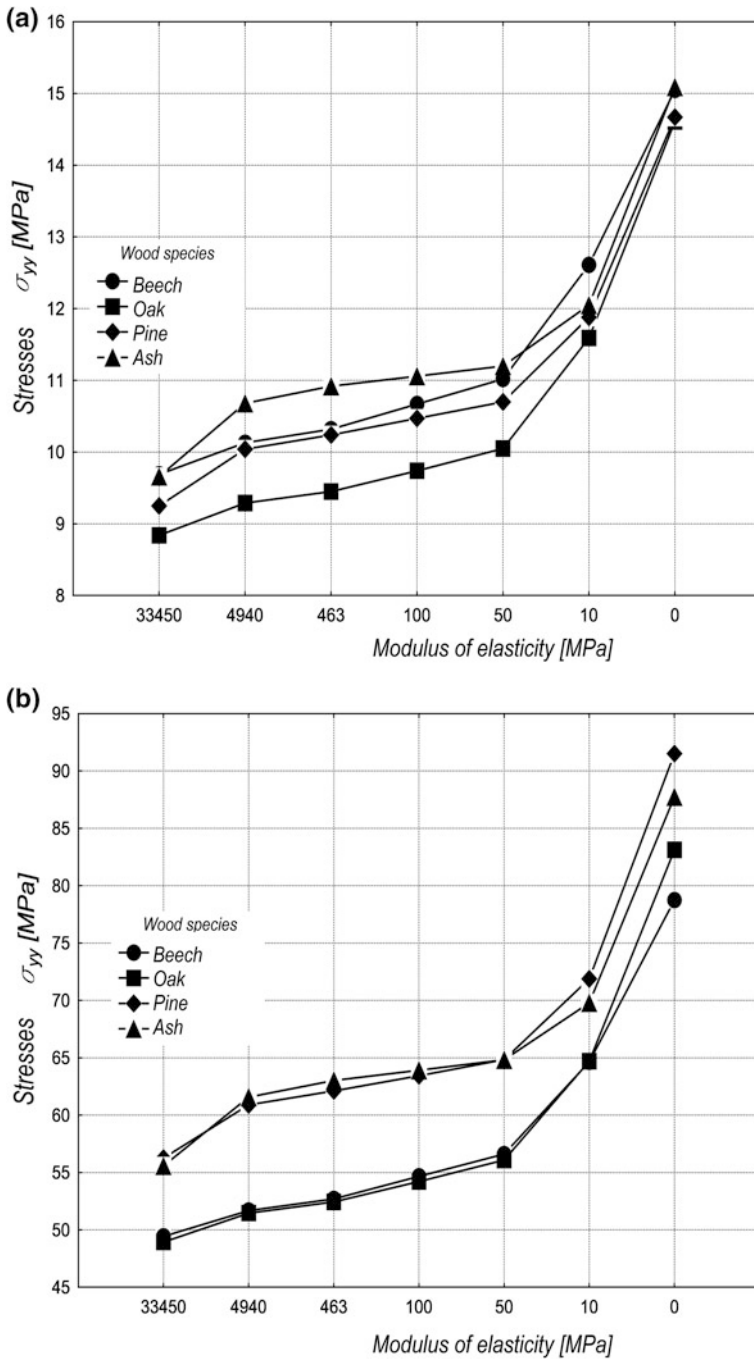 (a)
16
15
14
13
12
11
10
9
8
Stresses σyy [MPa]
Wood species
Beech
Oak
Pine
Ash
33450 4940 463 100 50 10 0
Modulus of elasticity [MPa]
(b)
95
90
85
80
75
70
65
60
55
50
45
Stresses σyy [MPa]
Wood species
Beech
Oak
Pine
Ash
33450 4940 463 100 50 10 0
Modulus of elasticity [MPa]